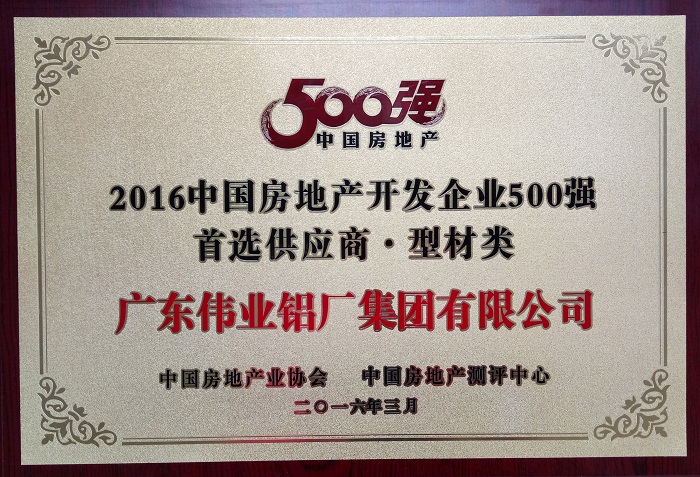 500强
中国房地产
2016中国房地产开发企业500强
首选供应商·型材类
广东伟业铝厂集团有限公司
中国房地产业协会 中国房地产测评中心
二〇一六年三月